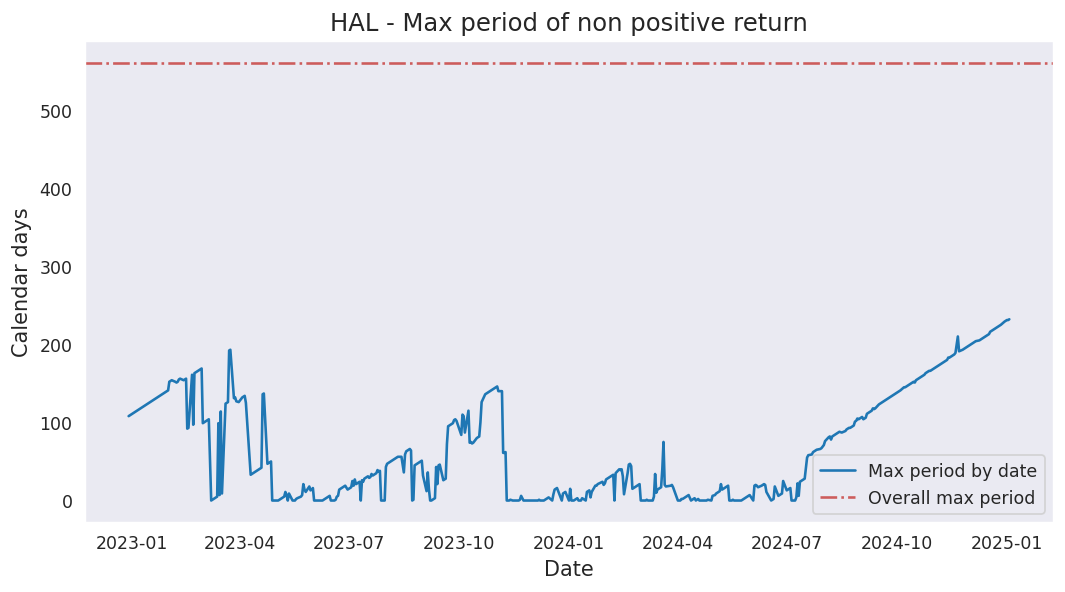 HAL - Max period of non positive return
Calendar days
500
400
300
200
100
0
2023-01 2023-04 2023-07 2023-10 2024-01 2024-04 2024-07 2024-10 2025-01
Date
Max period by date
Overall max period